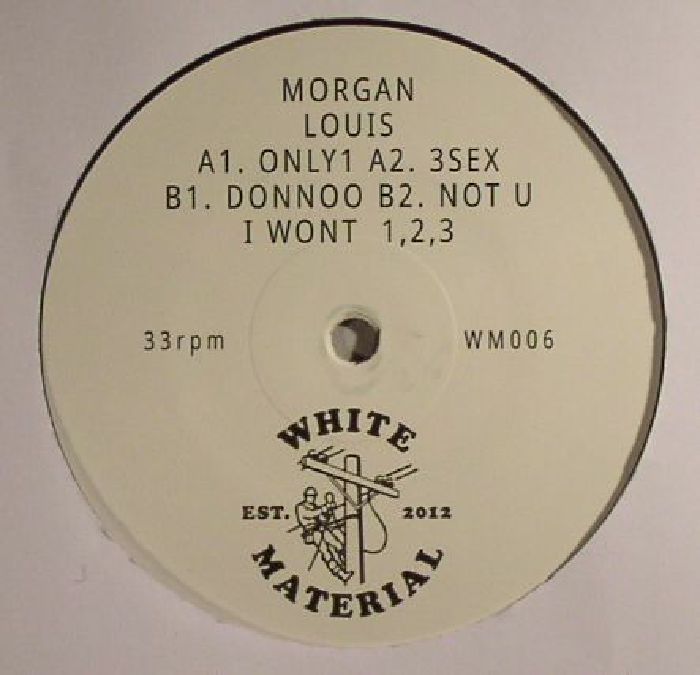 MORGAN
LOUIS
A1. ONLY1 A2. 3SEX
B1. DONNOO B2. NOT U
I WONT 1,2,3
33rpm WM006
WHITE
EST. 2012
MATERIAL